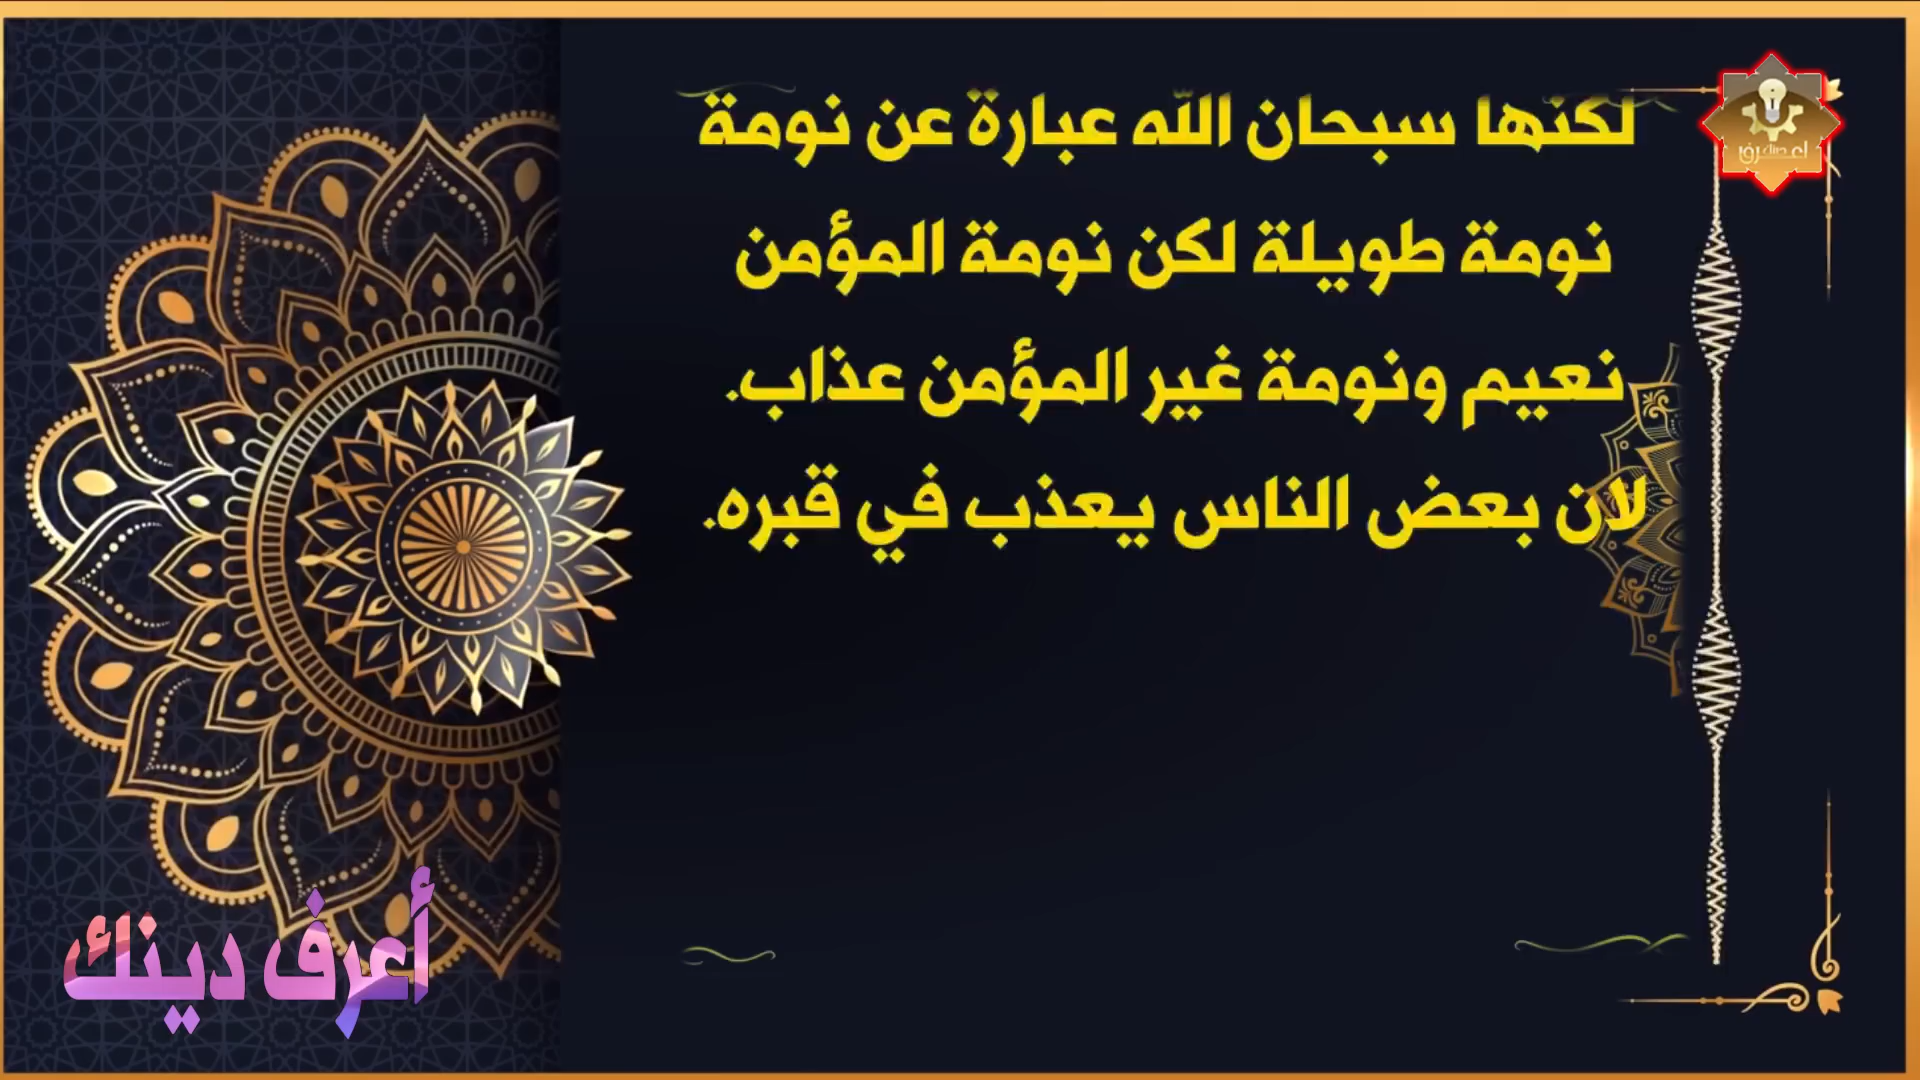 لكنها سبحان الله عبارة عن نومة
نومة طويلة لكن نومة المؤمن
نعيم ونومة غير المؤمن عذاب.
لان بعض الناس يعذب في قبره.
أعرف دينك